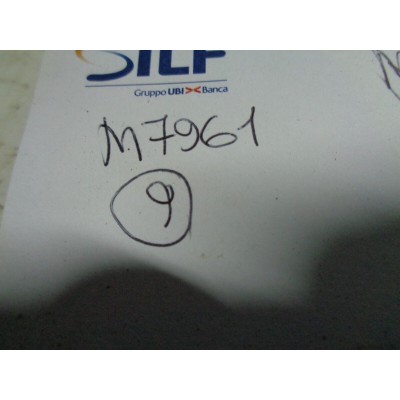 SILF
Gruppo UBI Banca
M7961
9